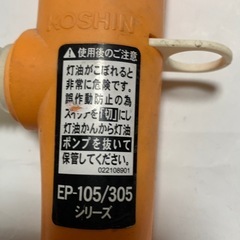 KOSHIN
⚠使用後のご注意
灯油がこぼれると
非常に危険です。
誤作動防止の為
スイッチを「切」にし
灯油かんから灯油
ポンプを抜いて
保管してください。
022108901
EP-105/305
シリーズ